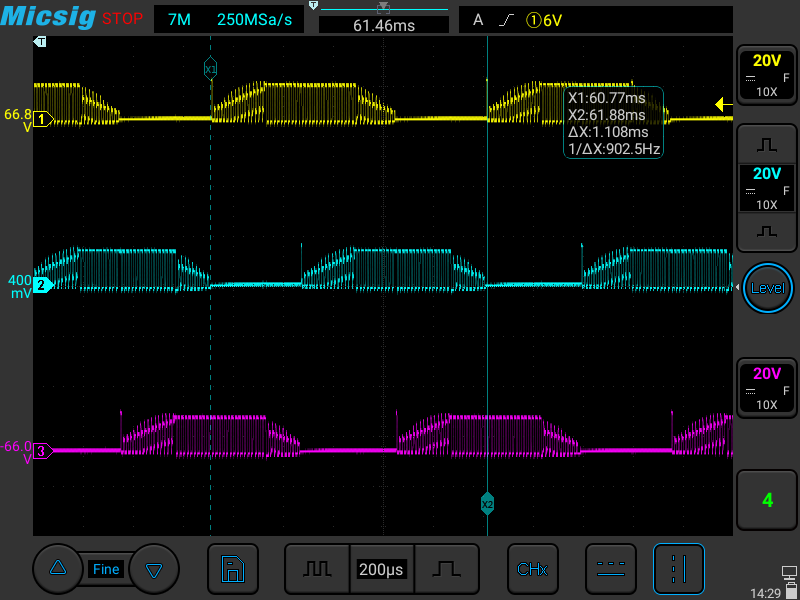 Micsig STOP 7M 250MSa/s T 61.46ms A ①6V
T
X1
20V
F
10X
66.8
V
1
X1:60.77ms
X2:61.88ms
ΔX:1.108ms
1/ΔX:902.5Hz
20V
F
10X
400
mV
2
Level
20V
F
10X
-66.0
V
3
X2
4
Fine 200µs CHx
14:29